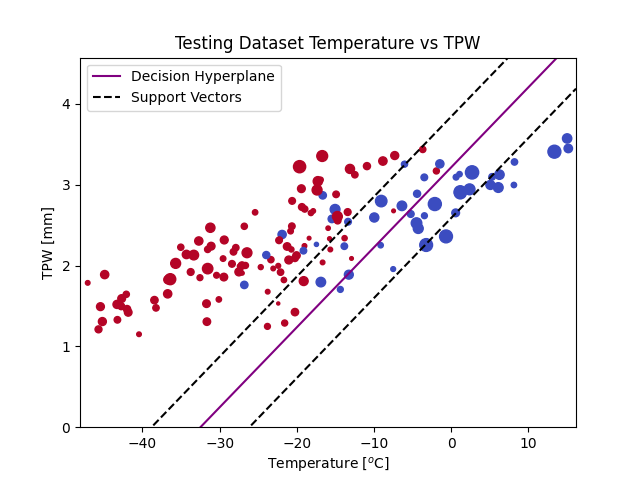 Testing Dataset Temperature vs TPW
Decision Hyperplane
Support Vectors
TPW [mm]
4
3
2
1
0
−40 −30 −20 −10 0 10
Temperature [°C]